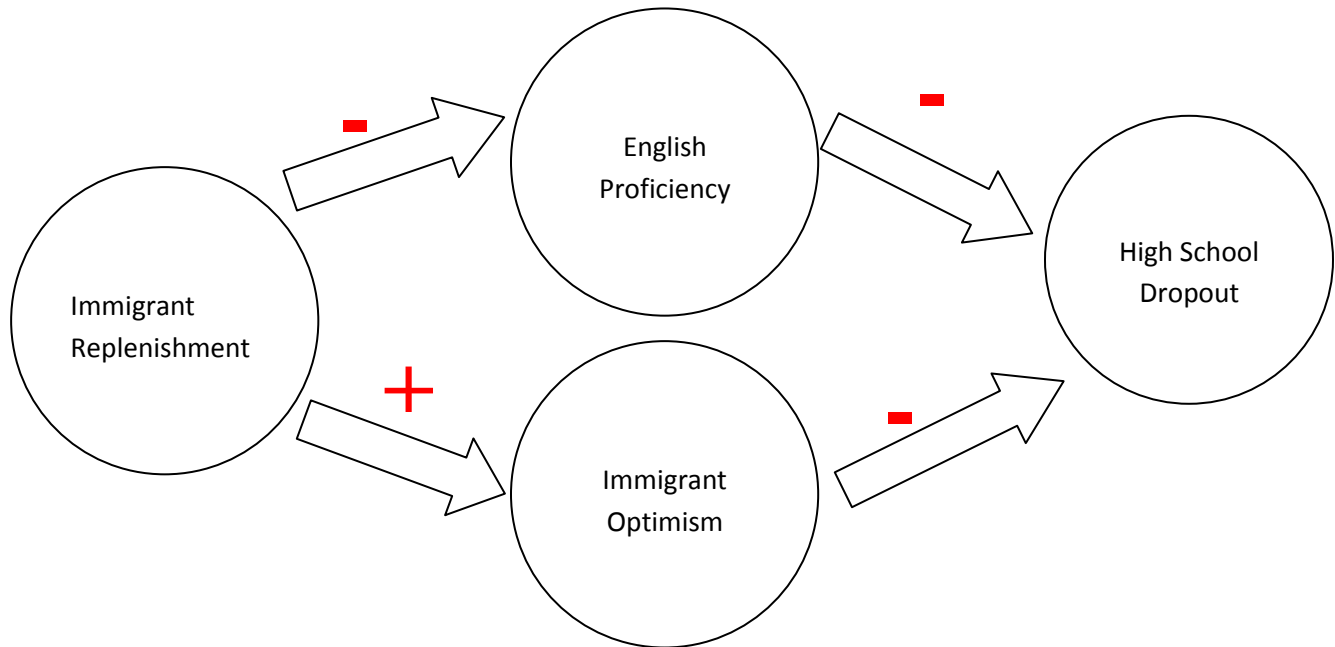 -
English
Proficiency
-
High School
Dropout
Immigrant
Replenishment
+
-
Immigrant
Optimism